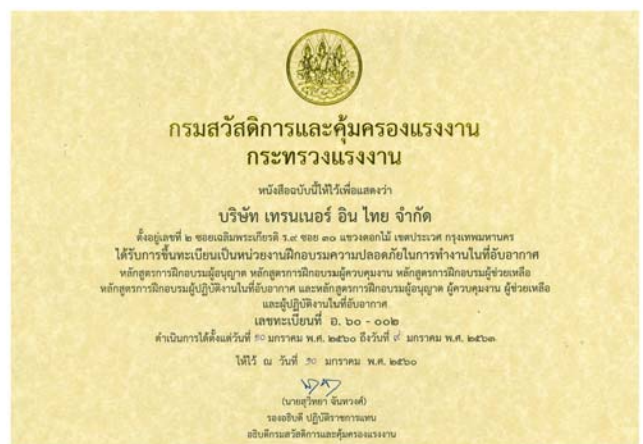 กรมสวัสดิการและคุ้มครองแรงงาน
กระทรวงแรงงาน
หนังสือฉบับนี้ให้ไว้เพื่อแสดงว่า
บริษัท เทรนเนอร์ อิน ไทย จำกัด
ตั้งอยู่เลขที่ ๒ ซอยเฉลิมพระเกียรติ ร.๙ ซอย ๓๐ แขวงดอกไม้ เขตประเวศ กรุงเทพมหานคร
ได้รับการขึ้นทะเบียนเป็นหน่วยงานฝึกอบรมความปลอดภัยในการทำงานในที่อับอากาศ
หลักสูตรการฝึกอบรมผู้อนุญาต หลักสูตรการฝึกอบรมผู้ควบคุมงาน หลักสูตรการฝึกอบรมผู้ช่วยเหลือ
หลักสูตรการฝึกอบรมผู้ปฏิบัติงานในที่อับอากาศ และหลักสูตรการฝึกอบรมผู้อนุญาต ผู้ควบคุมงาน ผู้ช่วยเหลือ
และผู้ปฏิบัติงานในที่อับอากาศ
เลขทะเบียนที่ อ. ๖๐ - ๐๐๒
ดำเนินการได้ตั้งแต่วันที่ ๑๐ มกราคม พ.ศ. ๒๕๖๐ ถึงวันที่ ๙ มกราคม พ.ศ. ๒๕๖๓
ให้ไว้ ณ วันที่ ๑๐ มกราคม พ.ศ. ๒๕๖๐
(นายสุวิทยา จันทวงศ์)
รองอธิบดี ปฏิบัติราชการแทน
อธิบดีกรมสวัสดิการและคุ้มครองแรงงาน